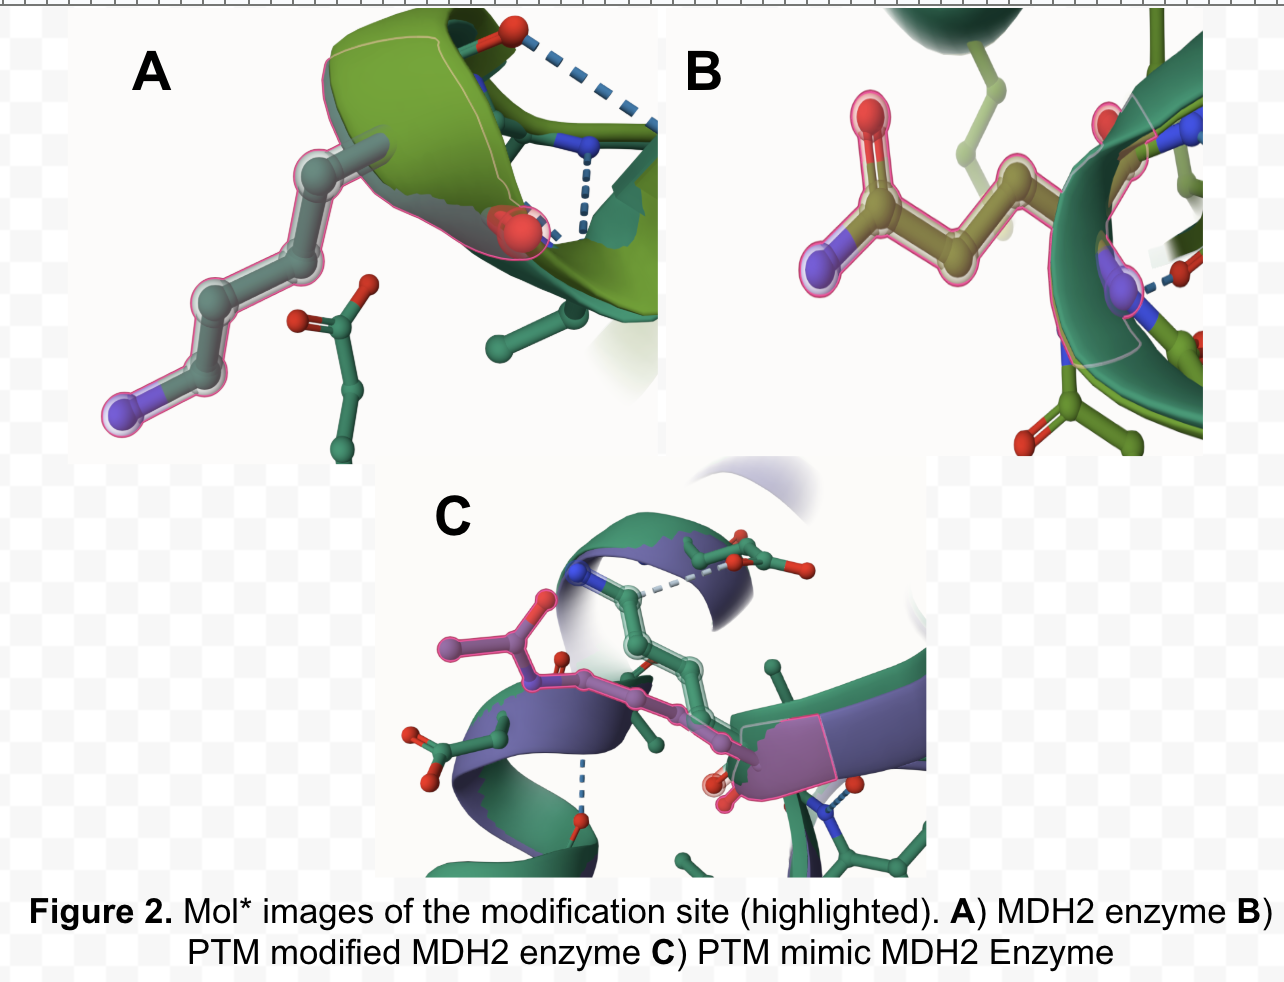 A
B
C
Figure 2. Mol* images of the modification site (highlighted). A) MDH2 enzyme B)
PTM modified MDH2 enzyme C) PTM mimic MDH2 Enzyme